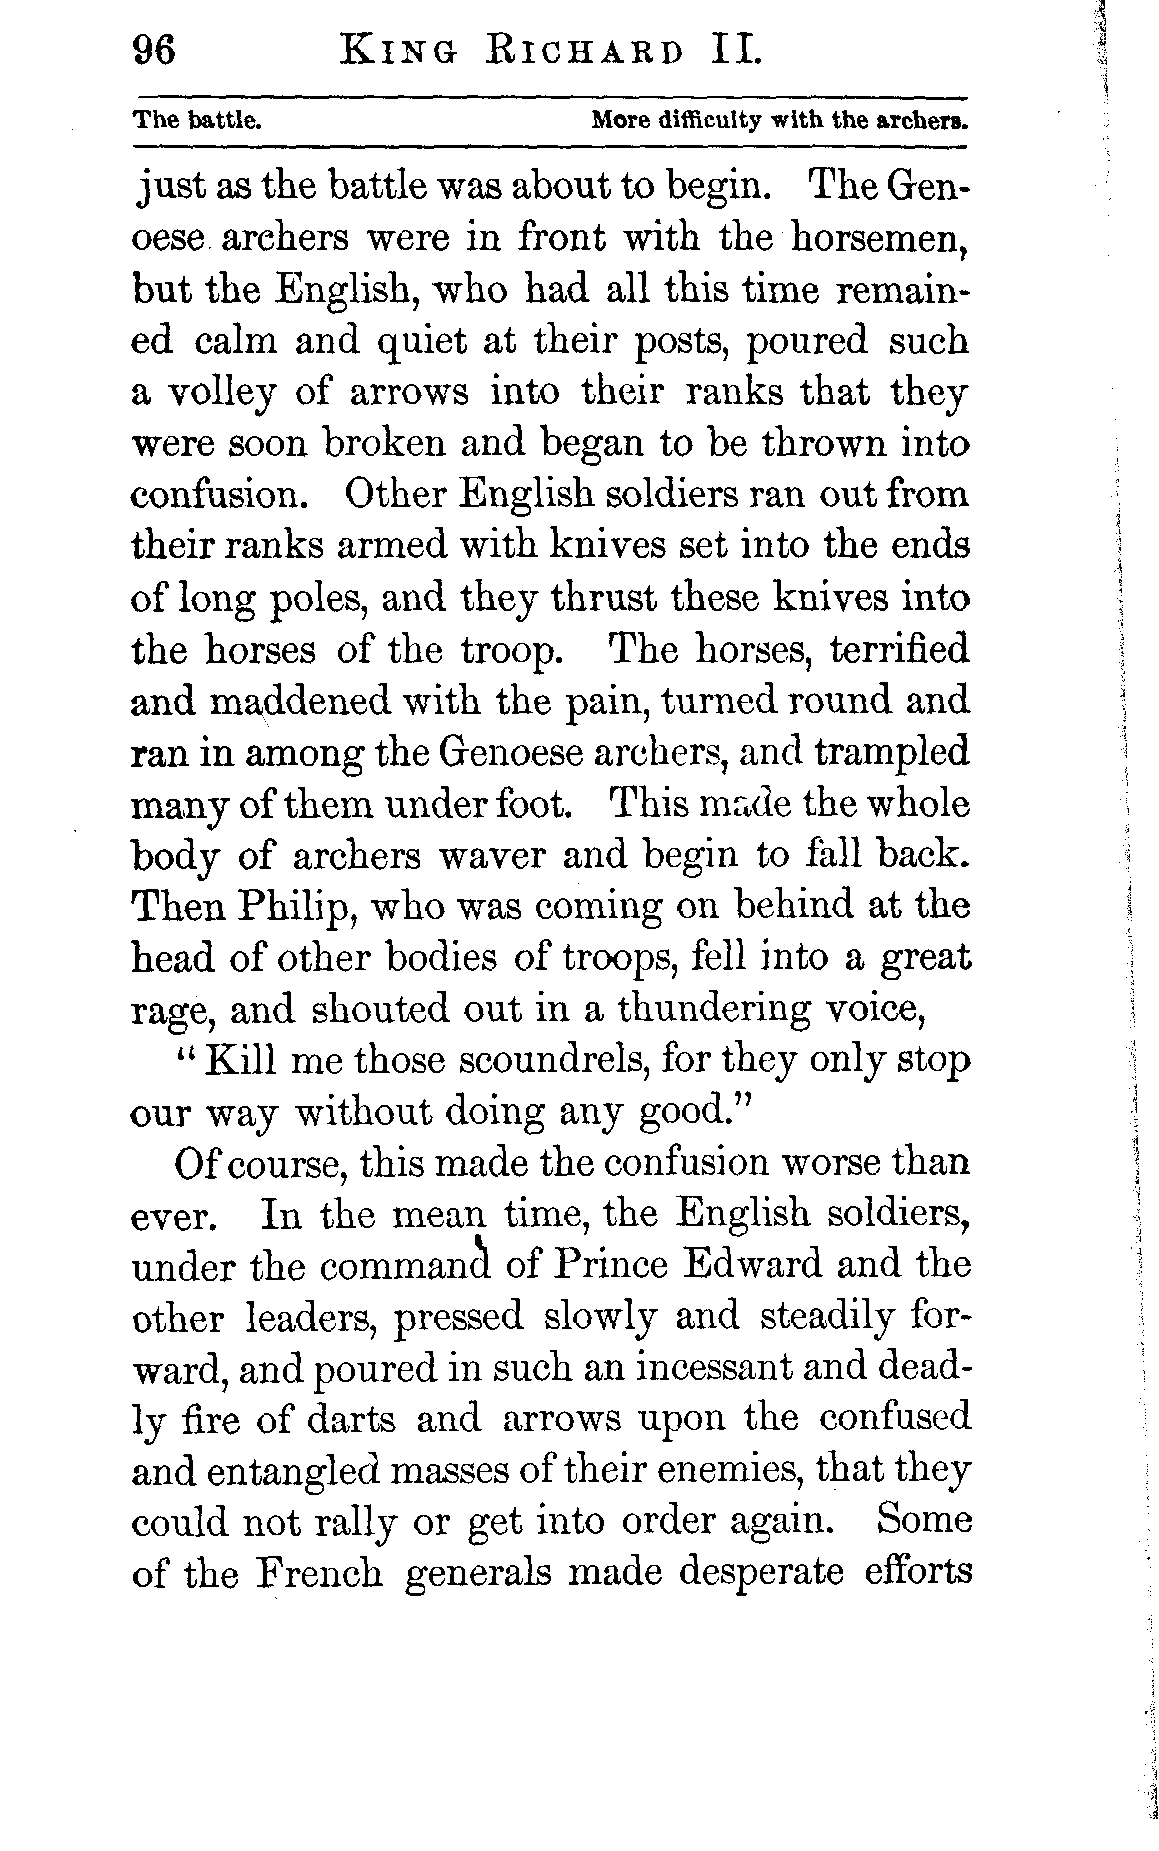 96 KING RICHARD II.
The battle. More difficulty with the archers.
just as the battle was about to begin. The Gen-
oese archers were in front with the horsemen,
but the English, who had all this time remain-
ed calm and quiet at their posts, poured such
a volley of arrows into their ranks that they
were soon broken and began to be thrown into
confusion. Other English soldiers ran out from
their ranks armed with knives set into the ends
of long poles, and they thrust these knives into
the horses of the troop. The horses, terrified
and maddened with the pain, turned round and
ran in among the Genoese archers, and trampled
many of them under foot. This made the whole
body of archers waver and begin to fall back.
Then Philip, who was coming on behind at the
head of other bodies of troops, fell into a great
rage, and shouted out in a thundering voice,
"Kill me those scoundrels, for they only stop
our way without doing any good."
Of course, this made the confusion worse than
ever. In the mean time, the English soldiers,
under the command of Prince Edward and the
other leaders, pressed slowly and steadily for-
ward, and poured in such an incessant and dead-
ly fire of darts and arrows upon the confused
and entangled masses of their enemies, that they
could not rally or get into order again. Some
of the French generals made desperate efforts